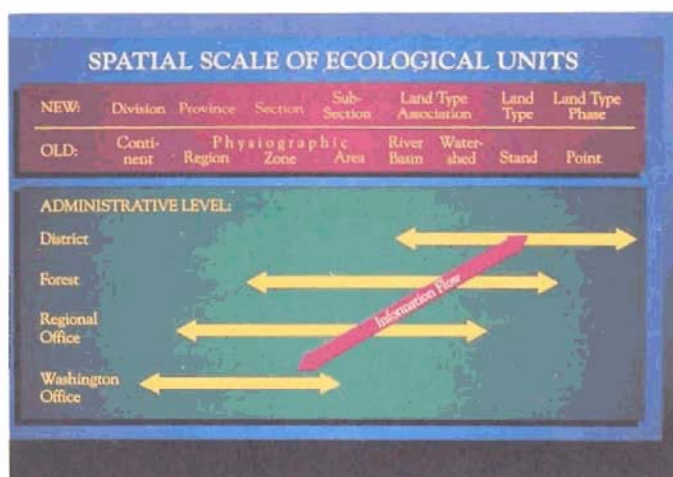 SPATIAL SCALE OF ECOLOGICAL UNITS
NEW: Division Province Section Sub-Section Land Type Association Land Type Land Type Phase
OLD: Conti-nent Physiographic Region Zone Area River Basin Water-shed Stand Point
ADMINISTRATIVE LEVEL:
District
Forest
Information Flow
Regional
Office
Washington
Office